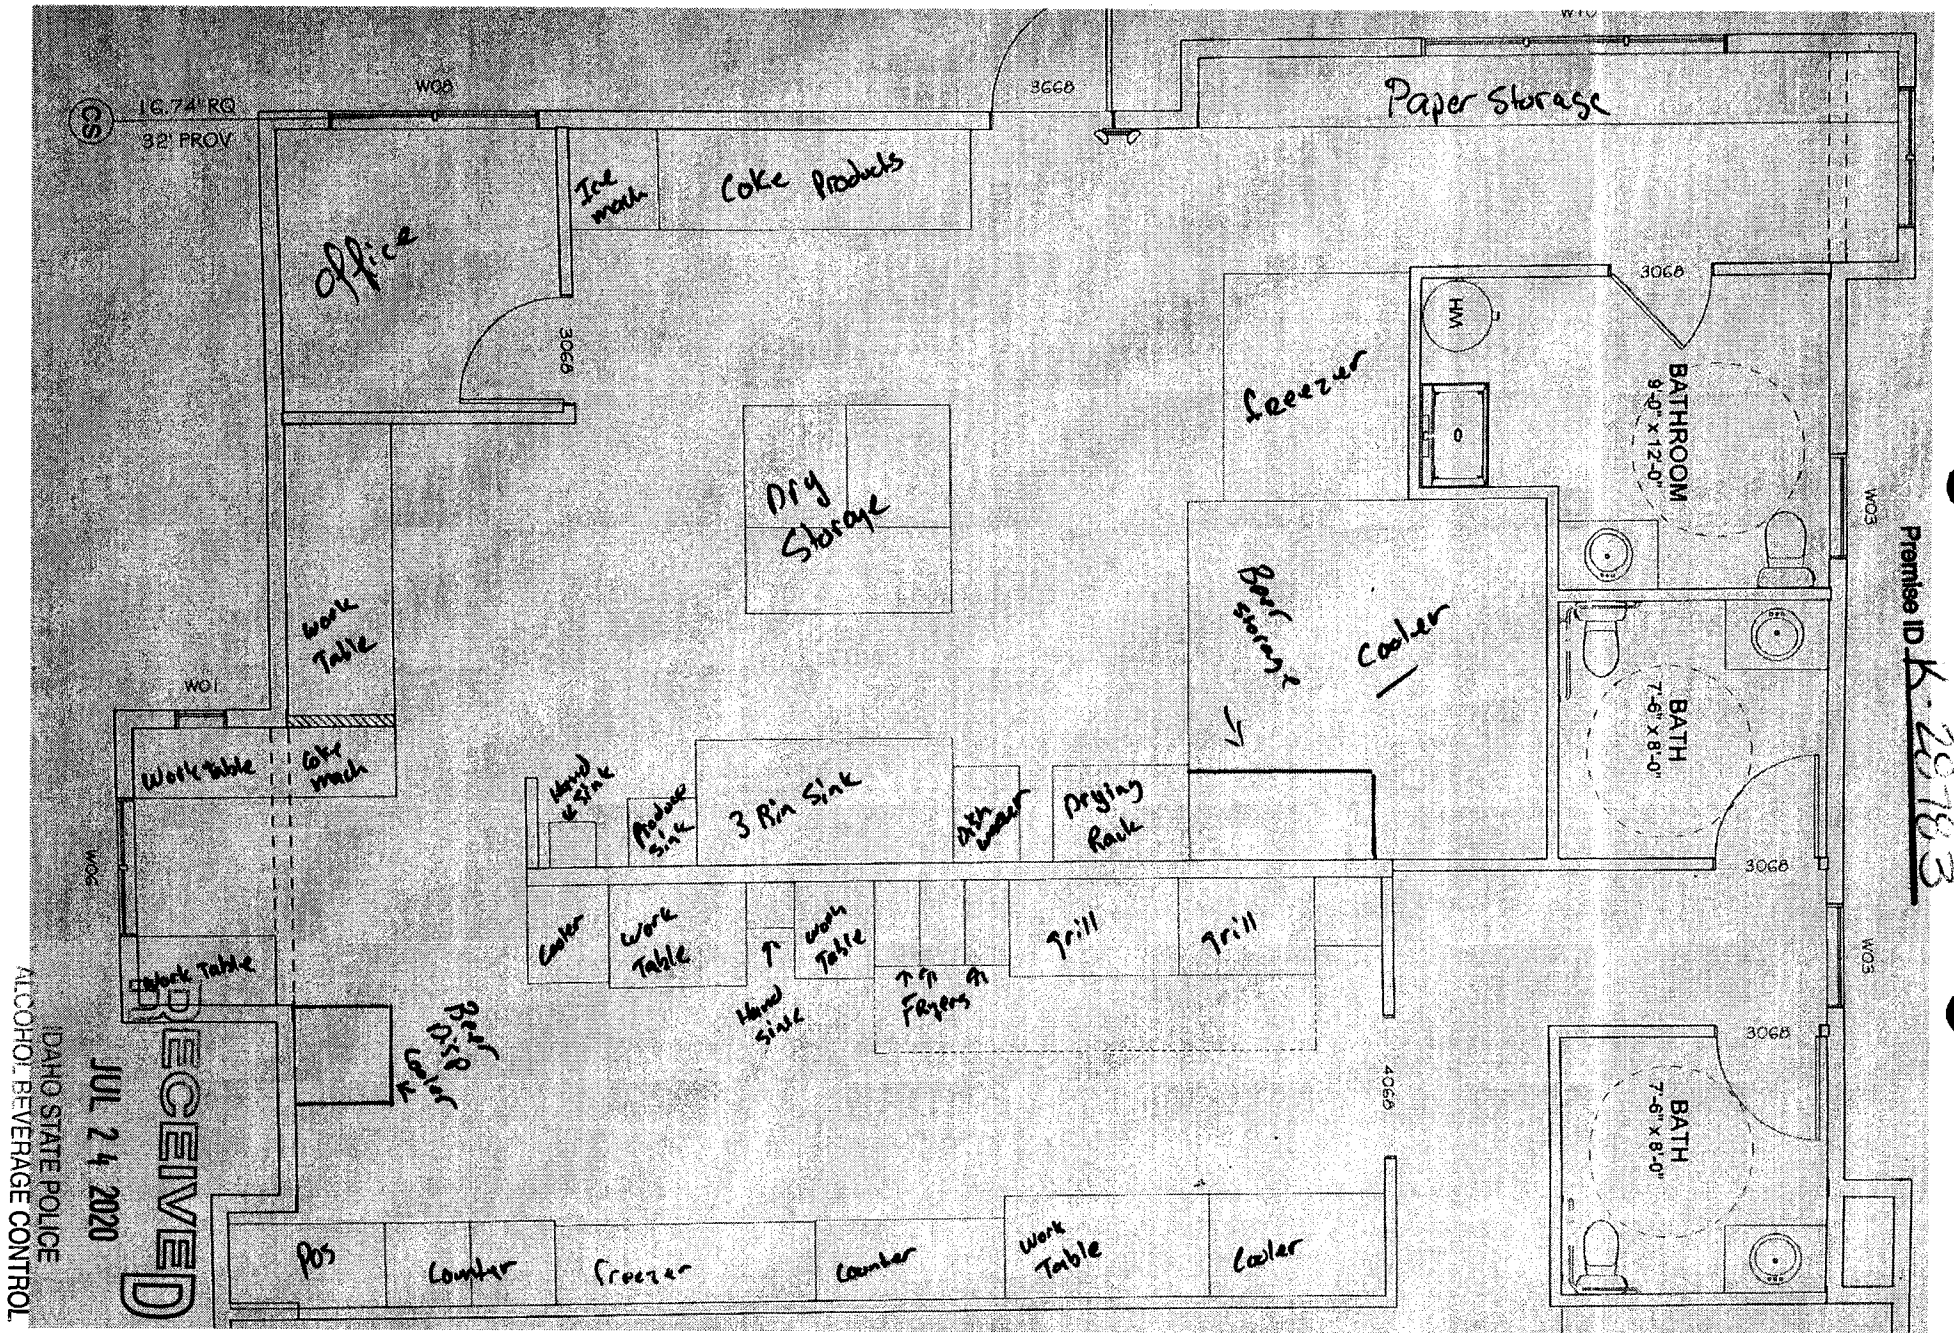 W08
3668
CS
16.74' RQ
32' PROV
Paper Storage
Ice
mach
Coke Products
office
3068
3068
WH
BATHROOM
9'-0" x 12'-0"
freezer
W03
Premise ID K-28783
Dry
Storage
Work
Table
Beer
storage
Cooler
BATH
7'-6" x 8'-0"
W01
Work table
Coke
mach
Hand
Sink
Produce
Sink
3 Bin Sink
Dish
washer
Drying
Rack
3068
W06
Cooler
Work
Table
Hand
Sink
Work
Table
Fryers
grill
grill
W03
Work Table
Beer
Disp
Cooler
4068
3068
BATH
7'-6" x 8'-0"
RECEIVED
JUL 24 2020
IDAHO STATE POLICE
ALCOHOL BEVERAGE CONTROL
POS
Counter
freezer
Counter
Work
Table
Cooler